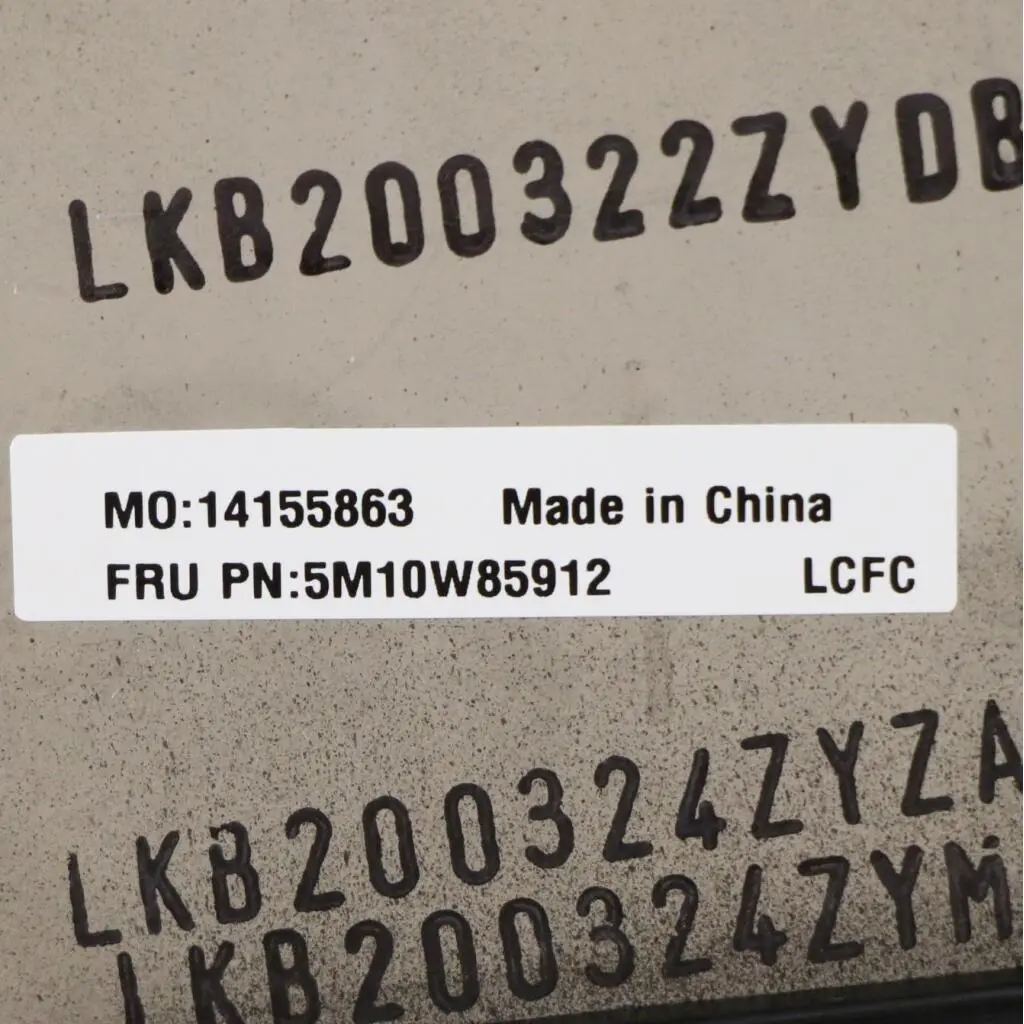 LKB200322ZYDB
MO:14155863 Made in China
FRU PN:5M10W85912 LCFC
LKB200324ZYZA
LKB200324ZYM